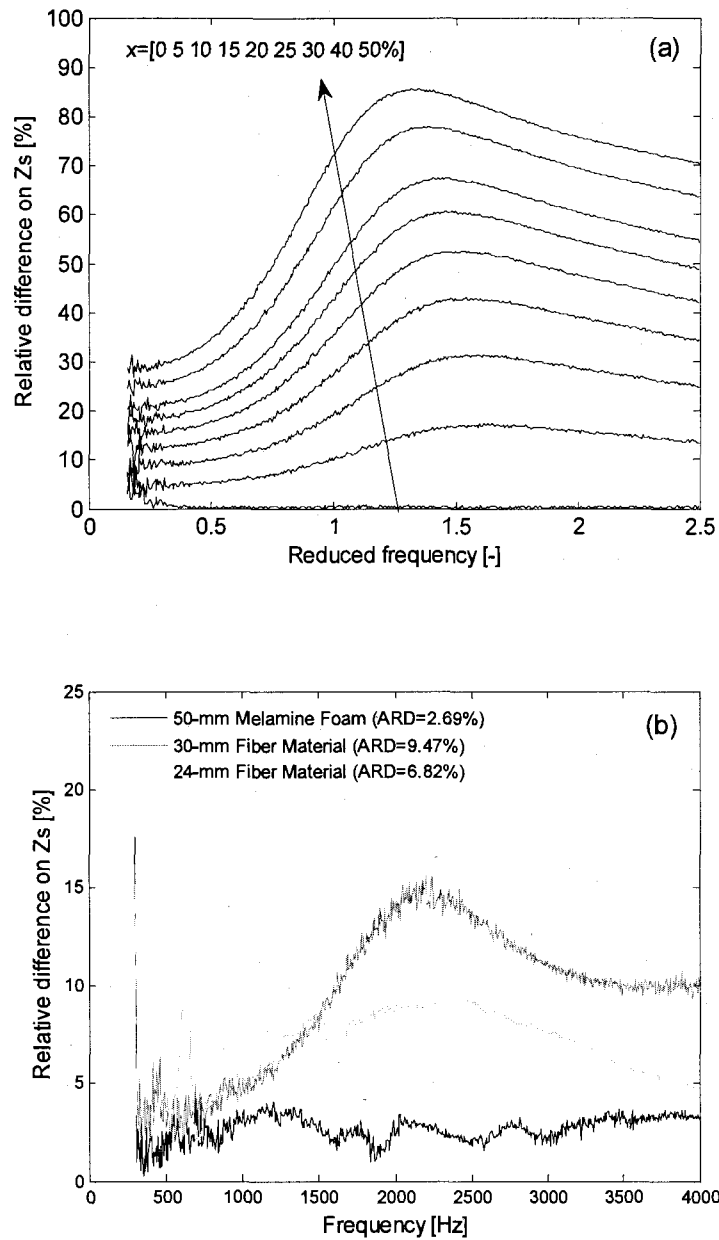 100
90
80
70
60
50
40
30
20
10
0
Relative difference on Zs [%]
x=[0 5 10 15 20 25 30 40 50%]
(a)
0 0.5 1 1.5 2 2.5
Reduced frequency [-]
25
20
15
10
5
0
Relative difference on Zs [%]
50-mm Melamine Foam (ARD=2.69%)
30-mm Fiber Material (ARD=9.47%)
24-mm Fiber Material (ARD=6.82%)
(b)
0 500 1000 1500 2000 2500 3000 3500 4000
Frequency [Hz]